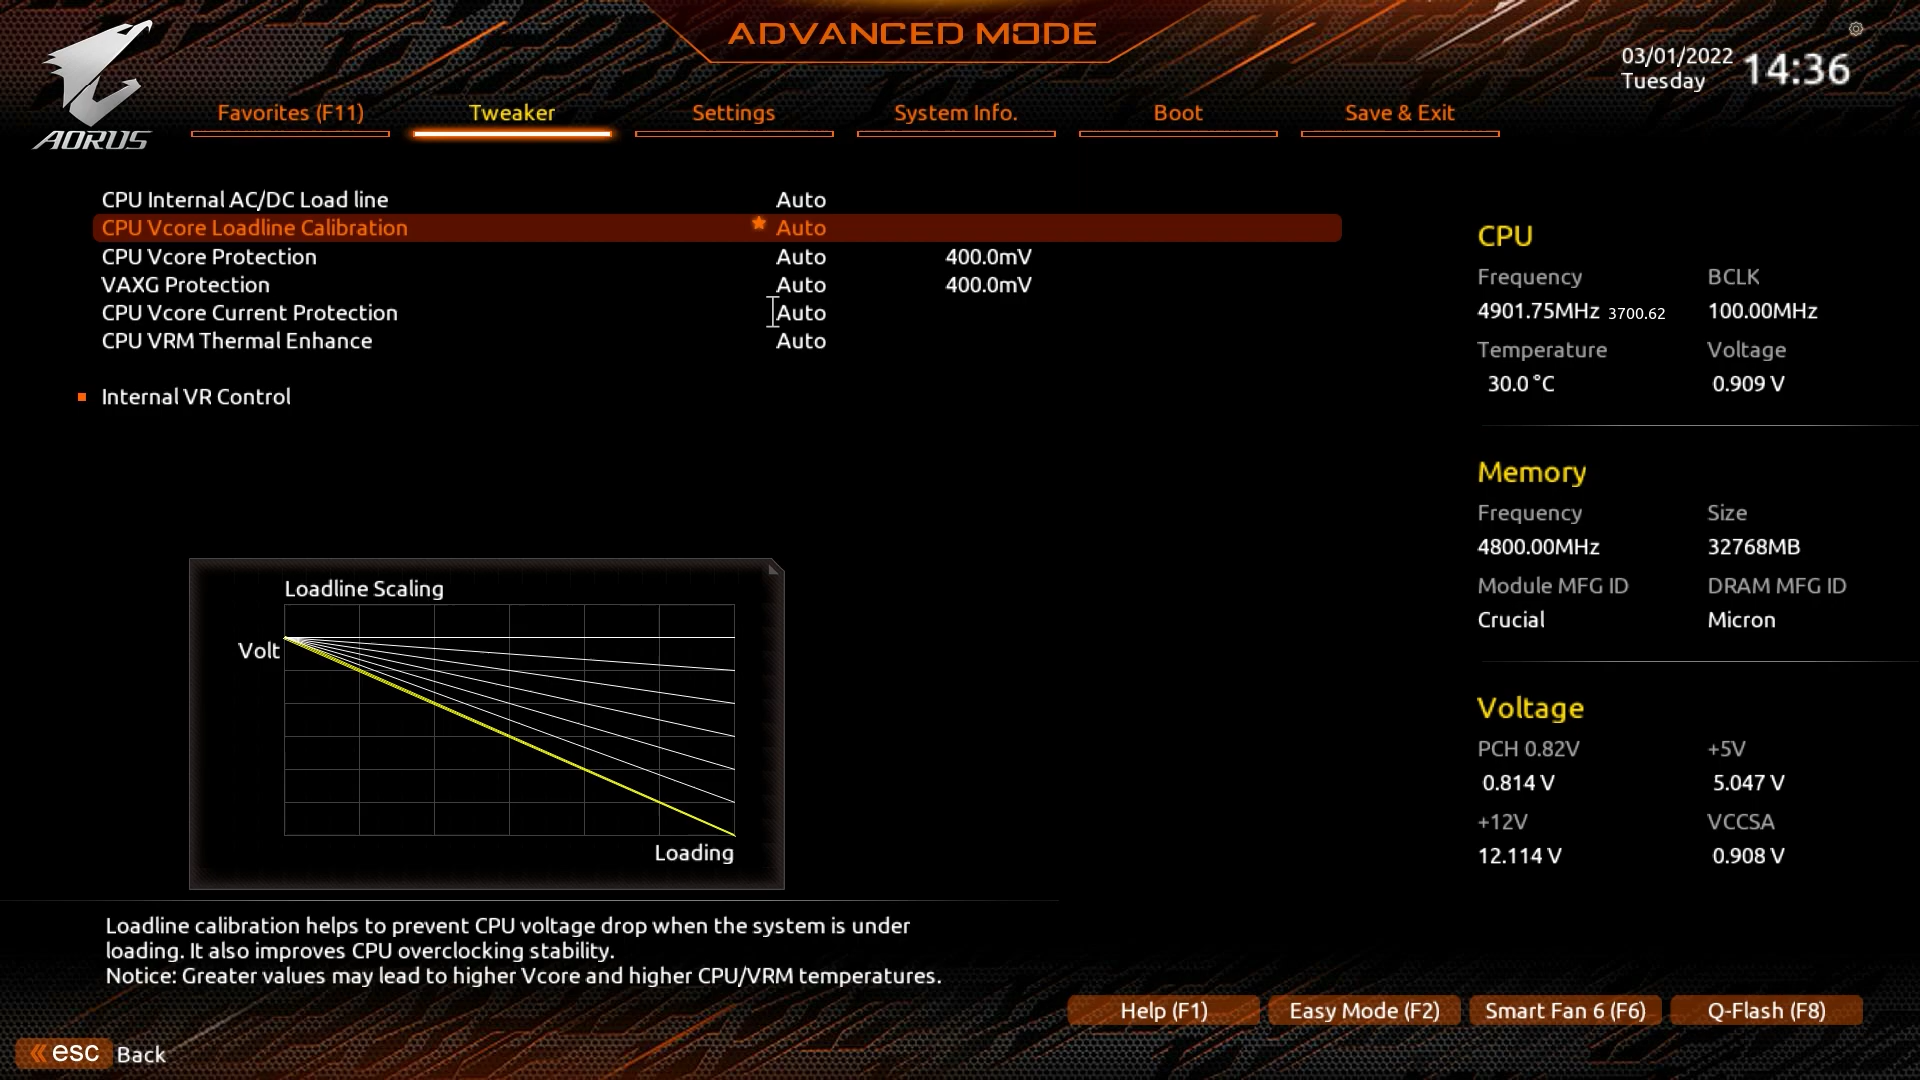 ADVANCED MODE
03/01/2022
Tuesday
14:36
AORUS
Favorites (F11)
Tweaker
Settings
System Info.
Boot
Save & Exit
CPU Internal AC/DC Load line Auto
CPU Vcore Loadline Calibration Auto
CPU Vcore Protection Auto 400.0mV
VAXG Protection Auto 400.0mV
CPU Vcore Current Protection Auto
CPU VRM Thermal Enhance Auto
Internal VR Control
Loadline Scaling
Volt
Loading
CPU
Frequency BCLK
4901.75MHz 3700.62 100.00MHz
Temperature Voltage
30.0 °C 0.909 V
Memory
Frequency Size
4800.00MHz 32768MB
Module MFG ID DRAM MFG ID
Crucial Micron
Voltage
PCH 0.82V +5V
0.814 V 5.047 V
+12V VCCSA
12.114 V 0.908 V
Loadline calibration helps to prevent CPU voltage drop when the system is under
loading. It also improves CPU overclocking stability.
Notice: Greater values may lead to higher Vcore and higher CPU/VRM temperatures.
Help (F1)
Easy Mode (F2)
Smart Fan 6 (F6)
Q-Flash (F8)
esc Back